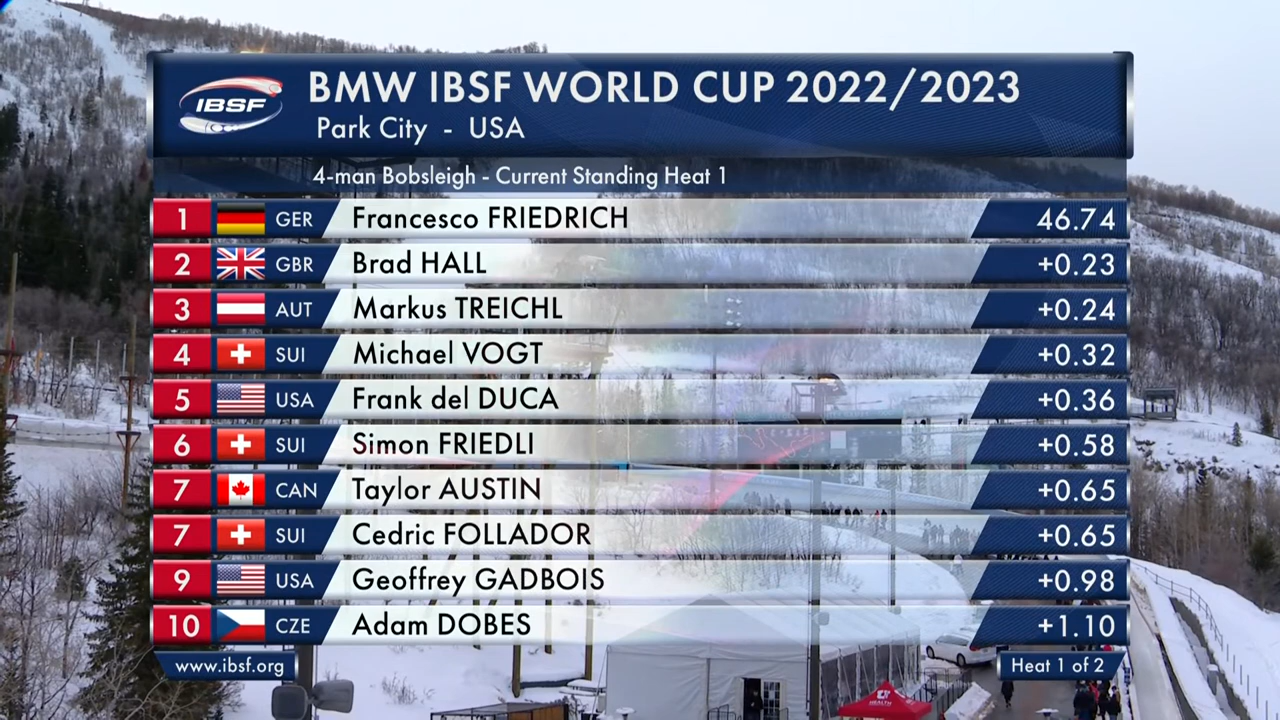 IBSF
BMW IBSF WORLD CUP 2022/2023
Park City - USA
4-man Bobsleigh - Current Standing Heat 1
1 GER Francesco FRIEDRICH 46.74
2 GBR Brad HALL +0.23
3 AUT Markus TREICHL +0.24
4 SUI Michael VOGT +0.32
5 USA Frank del DUCA +0.36
6 SUI Simon FRIEDLI +0.58
7 CAN Taylor AUSTIN +0.65
7 SUI Cedric FOLLADOR +0.65
9 USA Geoffrey GADBOIS +0.98
10 CZE Adam DOBES +1.10
www.ibsf.org Heat 1 of 2
HEALTH